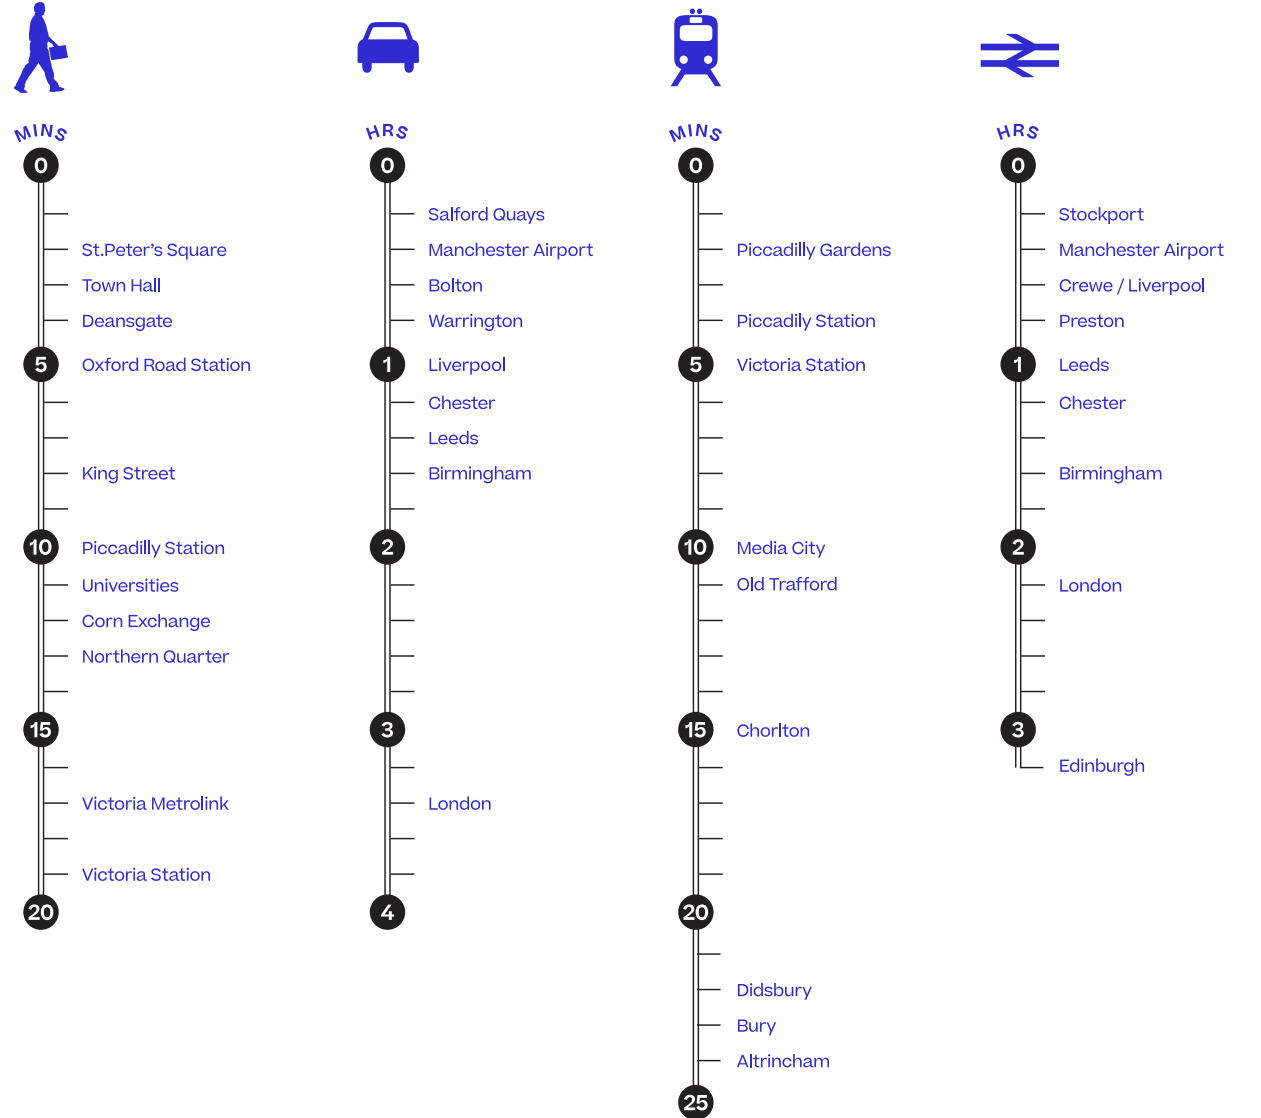 MINS
0
St.Peter's Square
Town Hall
Deansgate
5
Oxford Road Station
King Street
10
Piccadilly Station
Universities
Corn Exchange
Northern Quarter
15
Victoria Metrolink
Victoria Station
20
HRS
0
Salford Quays
Manchester Airport
Bolton
Warrington
1
Liverpool
Chester
Leeds
Birmingham
2
3
London
4
MINS
0
Piccadilly Gardens
Piccadily Station
5
Victoria Station
10
Media City
Old Trafford
15
Chorlton
20
Didsbury
Bury
Altrincham
25
HRS
0
Stockport
Manchester Airport
Crewe / Liverpool
Preston
1
Leeds
Chester
Birmingham
2
London
3
Edinburgh